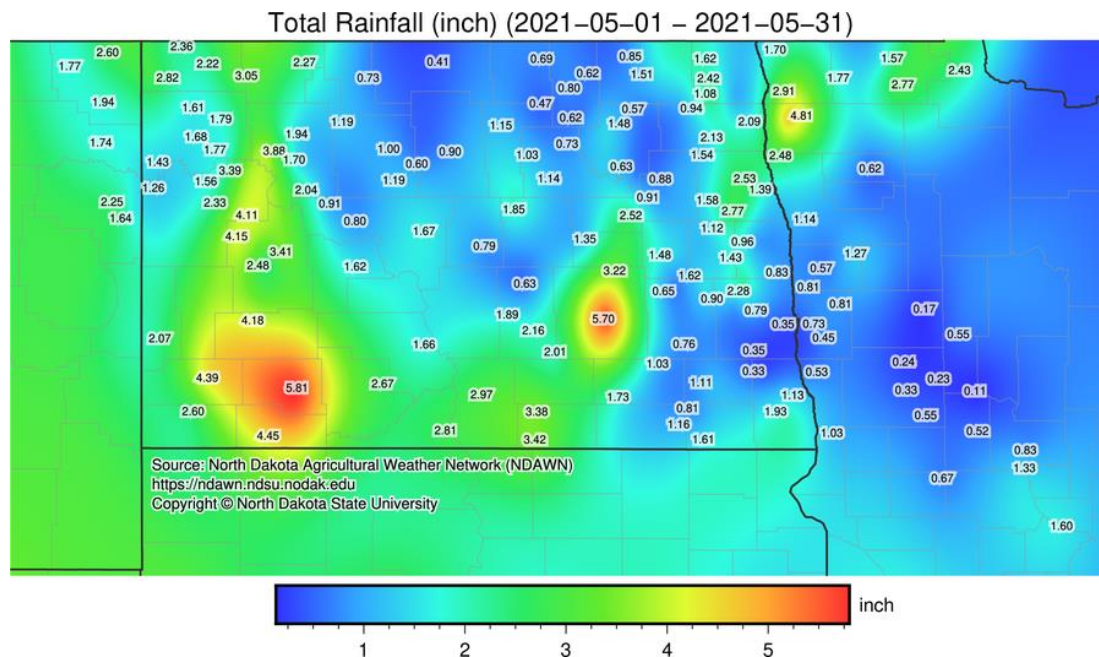 Total Rainfall (inch) (2021−05−01 − 2021−05−31)
2.60 2.36 0.41 0.69 0.85 1.62 1.70 1.57
1.77 2.22 2.27 2.43
2.82 3.05 0.73 0.62 1.51 2.42 1.77 2.77
0.80 1.08 2.91
1.94 1.61 0.47 0.57 0.94
1.79 1.19 1.15 0.62 1.48 2.09 4.81
1.74 1.68 1.94 0.73 2.13
1.77 3.88 1.00 0.90 1.03 1.54 2.48
1.43 1.70 0.60 0.63 0.62
3.39
1.26 1.56 2.04 1.19 1.14 0.88 2.53 1.39
2.25 2.33 0.91 0.91 1.58
1.64 4.11 0.80 1.85 2.52 2.77 1.14
4.15 1.67 1.35 1.12 0.96
3.41 0.79 1.48 1.43 1.27
2.48 1.62 3.22 1.62 0.83 0.57
0.63 0.65 0.90 2.28 0.81
4.18 1.89 5.70 0.79 0.81 0.17
2.07 2.16 0.35 0.73 0.45 0.55
1.66 2.01 0.76 0.35
1.03 0.33 0.53 0.24
4.39 5.81 2.67 1.11 0.23
2.97 1.73 1.13 0.33 0.11
2.60 3.38 0.81 1.93 0.55
4.45 2.81 3.42 1.16 1.61 1.03 0.52
0.83
Source: North Dakota Agricultural Weather Network (NDAWN) 1.33
https://ndawn.ndsu.nodak.edu 0.67
Copyright © North Dakota State University
1.60
inch
1 2 3 4 5